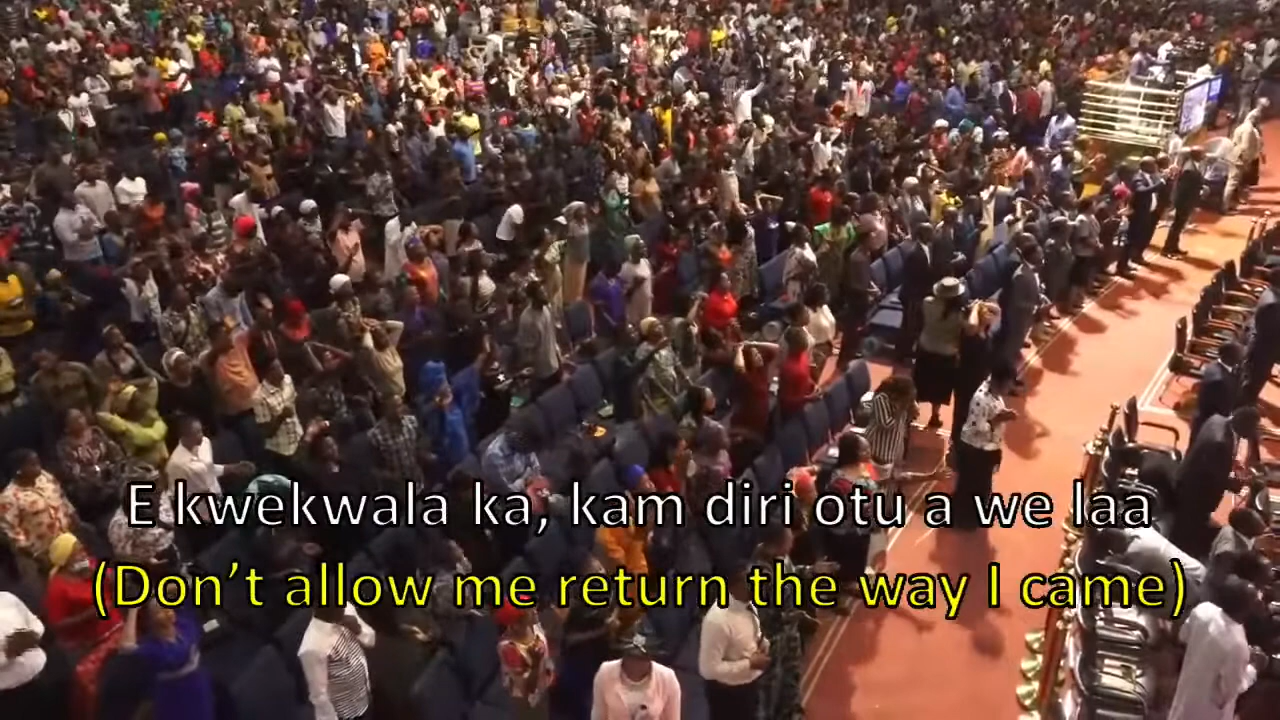 E kwekwala ka, kam diri otu a we laa
(Don’t allow me return the way I came)